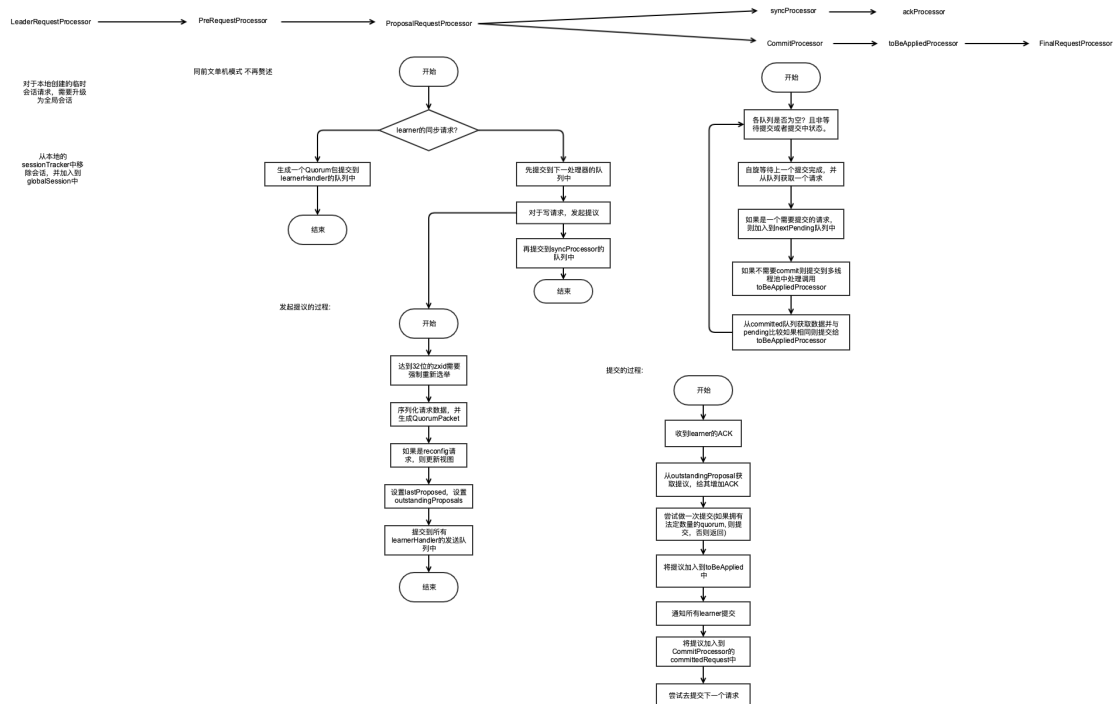 LeaderRequestProcessor
PreRequestProcessor
ProposalRequestProcessor
syncProcessor
ackProcessor
CommitProcessor
toBeAppliedProcessor
FinalRequestProcessor
对于本地创建的临时
会话请求，需要升级
为全局会话
从本地的
sessionTracker中移
除会话，并加入到
globalSession中
同前文单机模式 不再赘述
开始
learner的同步请求?
生成一个Quorum包提交到
learnerHandler的队列中
结束
先提交到下一处理器的队
列中
对于写请求，发起提议
再提交到syncProcessor的
队列中
结束
发起提议的过程:
开始
达到32位的zxid需要
强制重新选举
序列化请求数据，并
生成QuorumPacket
如果是reconfig请
求，则更新视图
设置lastProposed，设置
outstandingProposals
提交到所有
learnerHandler的发送队
列中
结束
开始
各队列是否为空？且非等
待提交或者提交中状态。
自旋等待上一个提交完成，并
从队列获取一个请求
如果是一个需要提交的请求，
则加入到nextPending队列中
如果不需要commit则提交到多线
程池中处理调用
toBeAppliedProcessor
从committed队列获取数据并与
pending比较如果相同则提交给
toBeAppliedProcessor
提交的过程:
开始
收到learner的ACK
从outstandingProposal获
取提议，给其增加ACK
尝试做一次提交(如果拥有
法定数量的quorum, 则提
交，否则返回)
将提议加入到toBeApplied
中
通知所有learner提交
将提议加入到
CommitProcessor的
committedRequest中
尝试去提交下一个请求